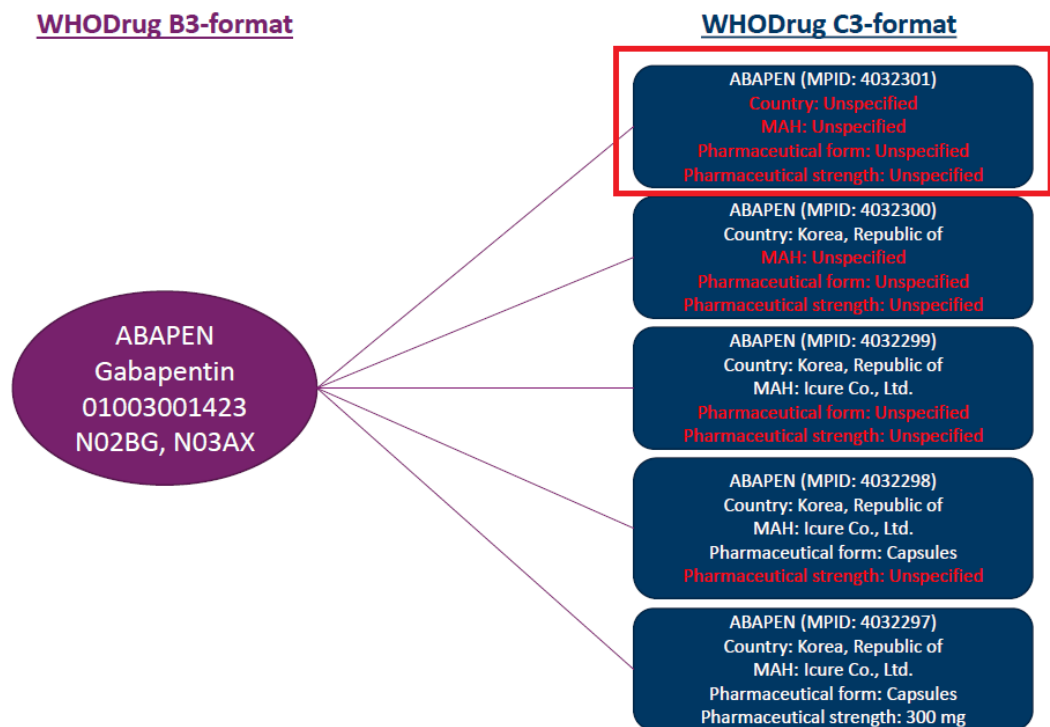 WHODrug B3-format
WHODrug C3-format
ABAPEN
Gabapentin
01003001423
N02BG, N03AX
ABAPEN (MPID: 4032301)
Country: Unspecified
MAH: Unspecified
Pharmaceutical form: Unspecified
Pharmaceutical strength: Unspecified
ABAPEN (MPID: 4032300)
Country: Korea, Republic of
MAH: Unspecified
Pharmaceutical form: Unspecified
Pharmaceutical strength: Unspecified
ABAPEN (MPID: 4032299)
Country: Korea, Republic of
MAH: Icure Co., Ltd.
Pharmaceutical form: Unspecified
Pharmaceutical strength: Unspecified
ABAPEN (MPID: 4032298)
Country: Korea, Republic of
MAH: Icure Co., Ltd.
Pharmaceutical form: Capsules
Pharmaceutical strength: Unspecified
ABAPEN (MPID: 4032297)
Country: Korea, Republic of
MAH: Icure Co., Ltd.
Pharmaceutical form: Capsules
Pharmaceutical strength: 300 mg